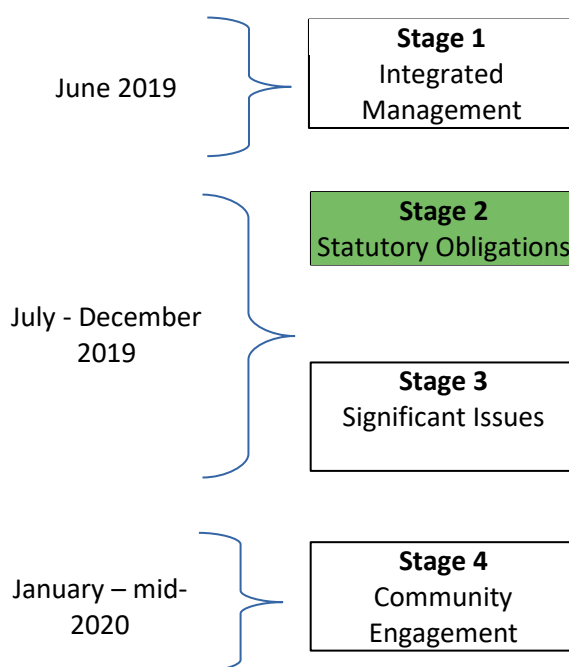 June 2019
Stage 1
Integrated
Management
July - December
2019
Stage 2
Statutory Obligations
Stage 3
Significant Issues
January – mid-
2020
Stage 4
Community
Engagement